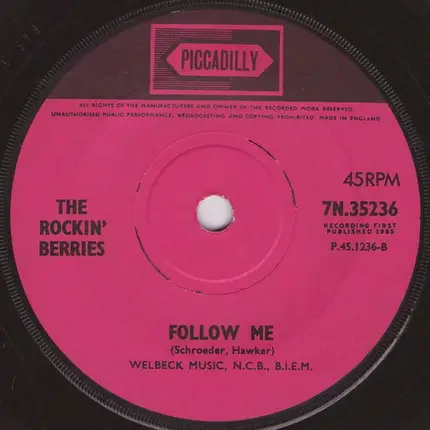 PICCADILLY
ALL RIGHTS OF THE MANUFACTURERS AND OWNER OF THE RECORDED WORK RESERVED.
UNAUTHORISED PUBLIC PERFORMANCE, BROADCASTING AND COPYING PROHIBITED. MADE IN ENGLAND
45RPM
THE
ROCKIN'
BERRIES
7N.35236
RECORDING FIRST
PUBLISHED 1965
P.45.1236-B
FOLLOW ME
(Schroeder, Hawker)
WELBECK MUSIC, N.C.B., B.I.E.M.